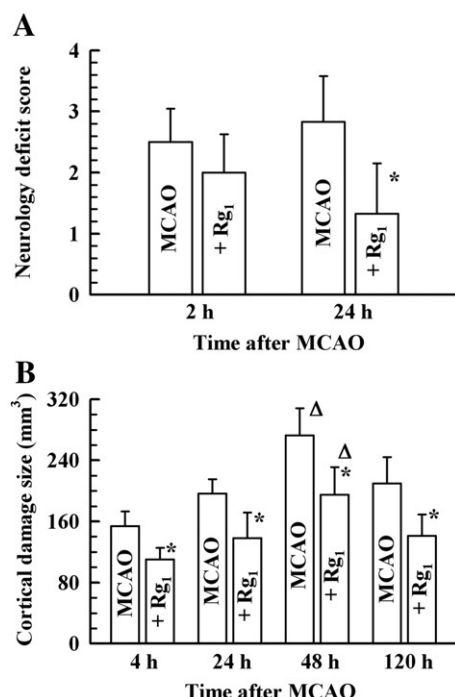 A
Neurology deficit score
4
3
2
1
0
MCAO
+ Rg₁
MCAO
*
+ Rg₁
2 h 24 h
Time after MCAO
B
Cortical damage size (mm³)
320
240
160
80
0
MCAO
*
+ Rg₁
MCAO
*
+ Rg₁
Δ
MCAO
Δ
*
+ Rg₁
MCAO
*
+ Rg₁
4 h 24 h 48 h 120 h
Time after MCAO